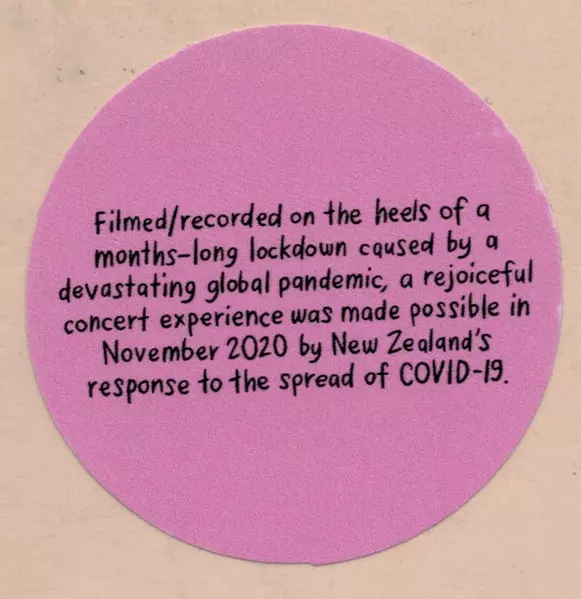 Filmed/recorded on the heels of a
months-long lockdown caused by a
devastating global pandemic, a rejoiceful
concert experience was made possible in
November 2020 by New Zealand's
response to the spread of COVID-19.